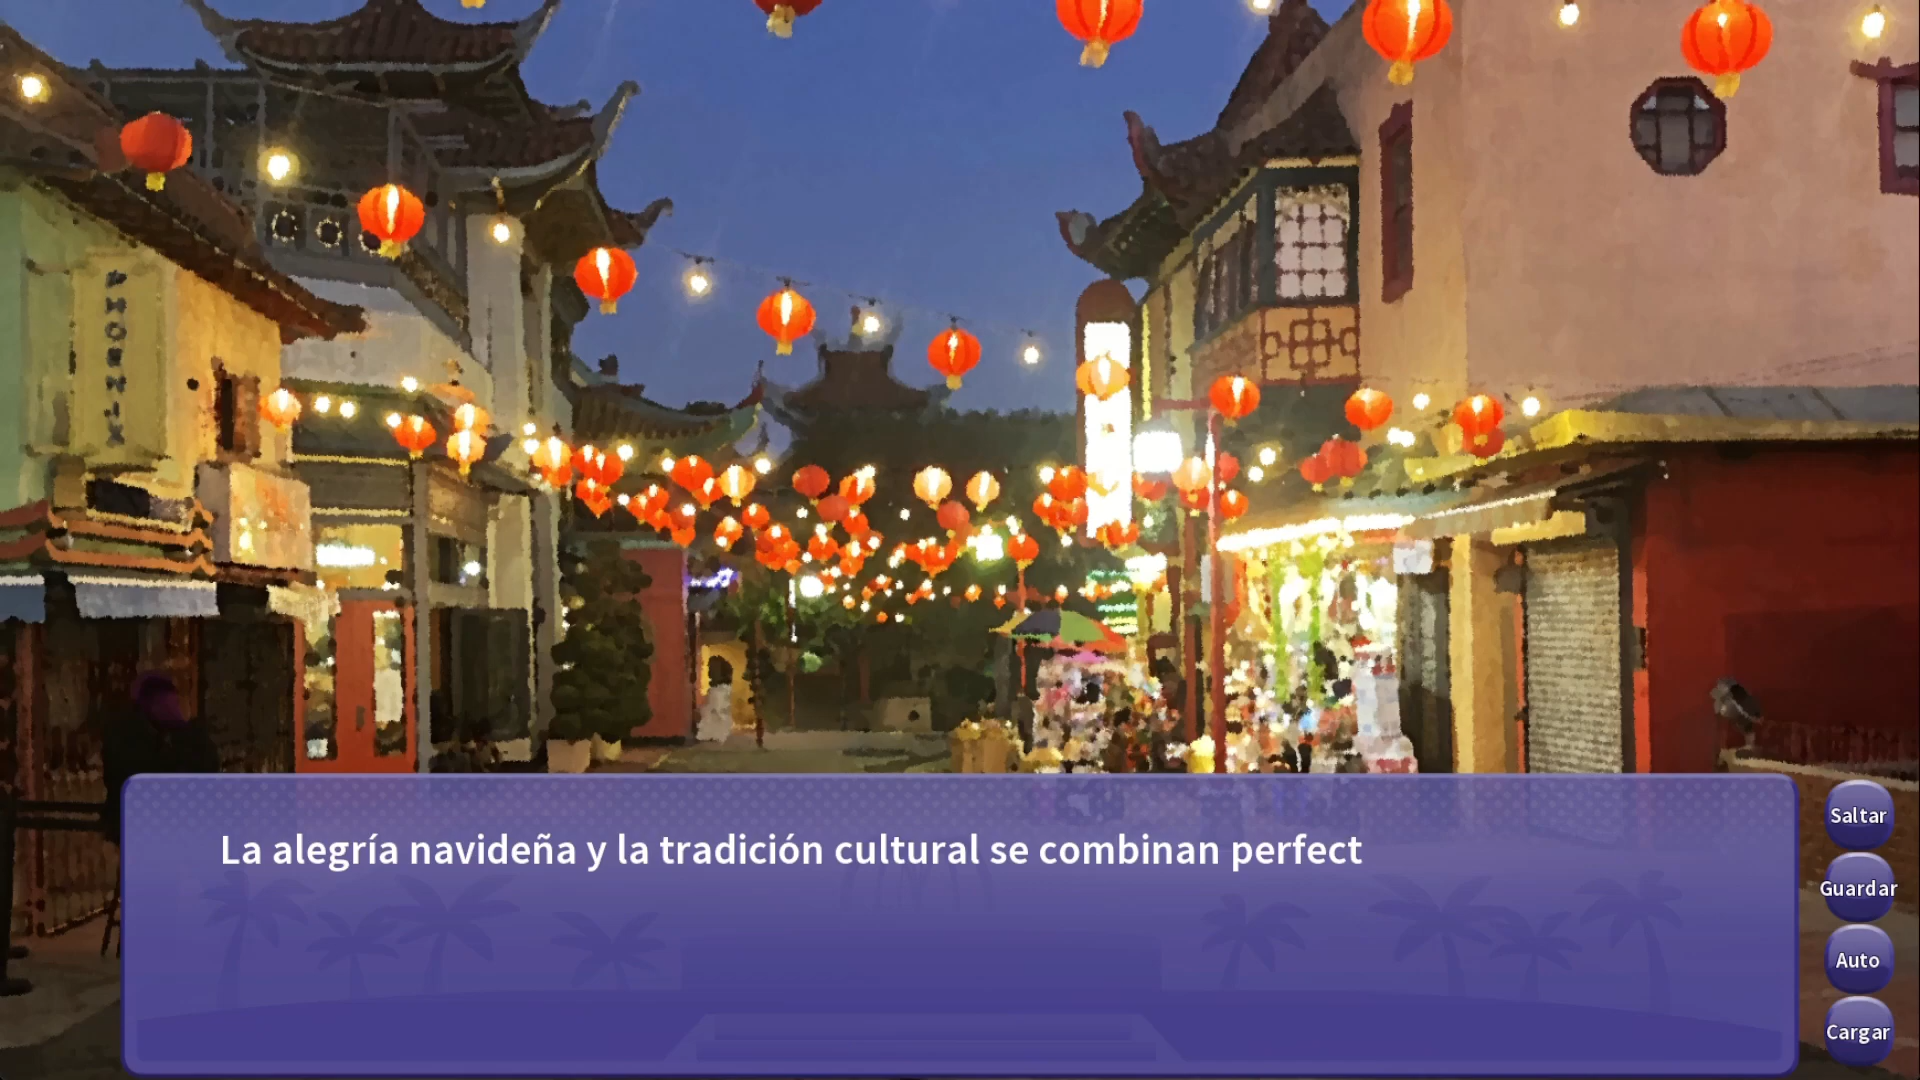 PHOENIX
La alegría navideña y la tradición cultural se combinan perfect
Saltar
Guardar
Auto
Cargar